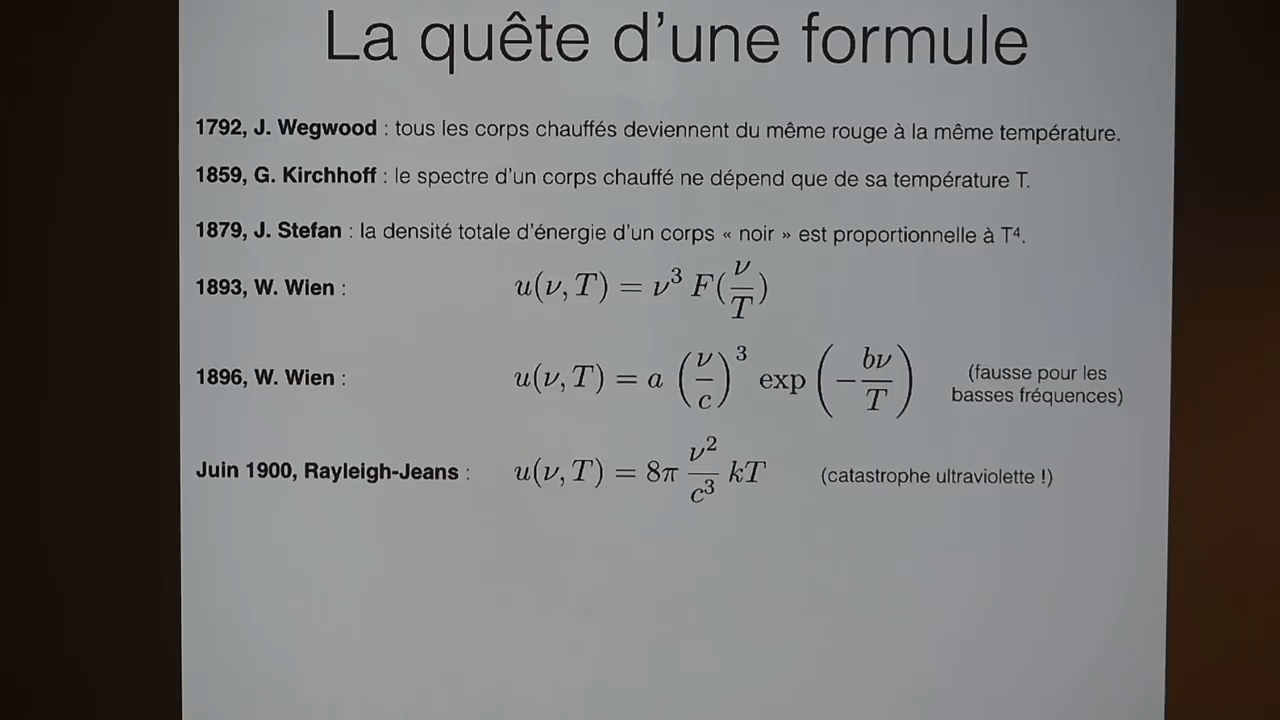 La quête d'une formule
1792, J. Wegwood : tous les corps chauffés deviennent du même rouge à la même température.
1859, G. Kirchhoff : le spectre d'un corps chauffé ne dépend que de sa température T.
1879, J. Stefan : la densité totale d'énergie d'un corps « noir » est proportionnelle à T⁴.
1893, W. Wien : u(ν, T) = ν³ F(ν/T)
1896, W. Wien : u(ν, T) = a (ν/c)³ exp(−bν/T) (fausse pour les
basses fréquences)
Juin 1900, Rayleigh-Jeans : u(ν, T) = 8π ν²/c³ kT (catastrophe ultraviolette !)